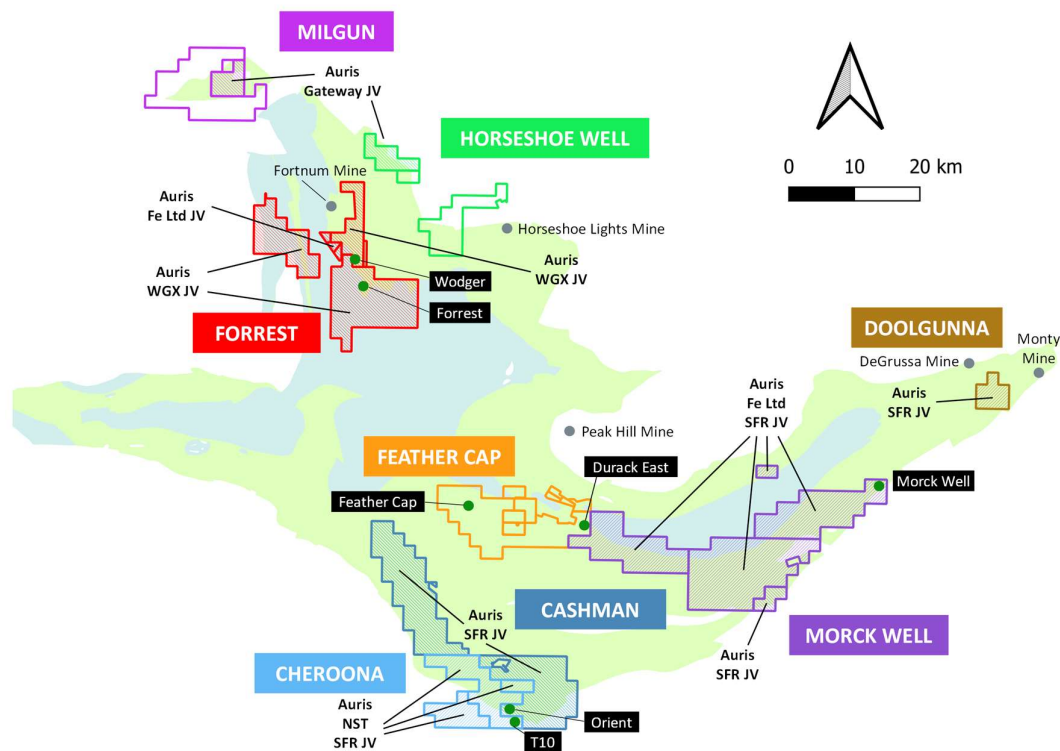 MILGUN
Auris
Gateway JV
HORSESHOE WELL
0 10 20 km
Fortnum Mine
Auris
Fe Ltd JV
Horseshoe Lights Mine
Auris
WGX JV
Auris
WGX JV
Wodger
Forrest
FORREST
DOOLGUNNA
Monty
Mine
DeGrussa Mine
Auris
SFR JV
Auris
Fe Ltd
SFR JV
Peak Hill Mine
FEATHER CAP
Durack East
Feather Cap
Morck Well
CASHMAN
Auris
SFR JV
MORCK WELL
Auris
SFR JV
CHEROONA
Auris
NST
SFR JV
Orient
T10